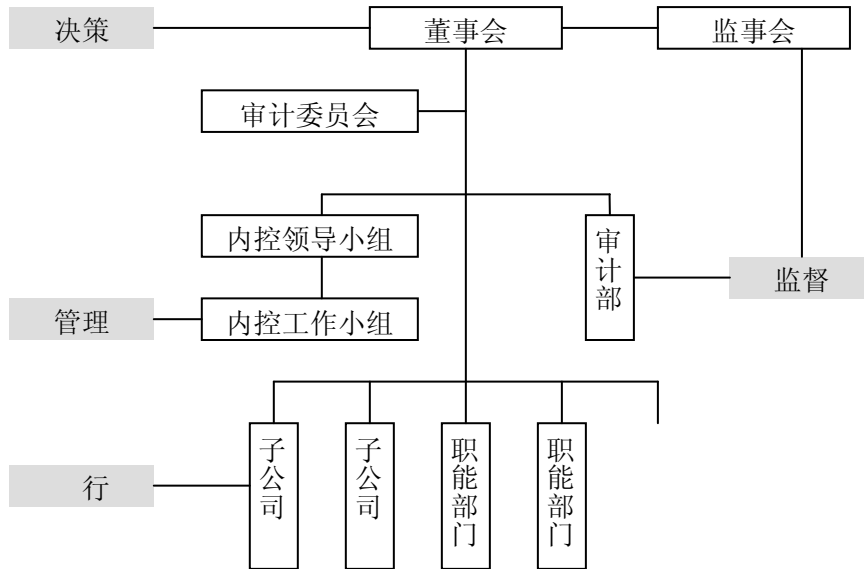 决策
董事会
监事会
审计委员会
内控领导小组
审计部
监督
管理
内控工作小组
行
子公司
子公司
职能部门
职能部门